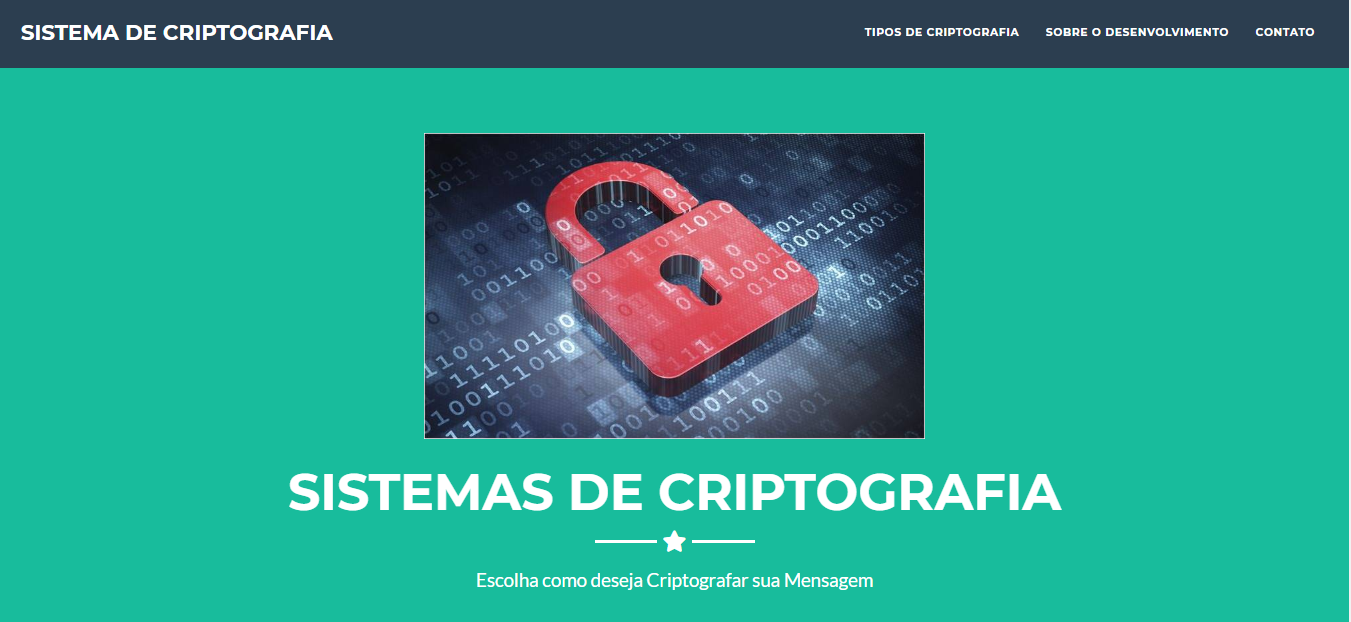 SISTEMA DE CRIPTOGRAFIA
TIPOS DE CRIPTOGRAFIA SOBRE O DESENVOLVIMENTO CONTATO
SISTEMAS DE CRIPTOGRAFIA
Escolha como deseja Criptografar sua Mensagem